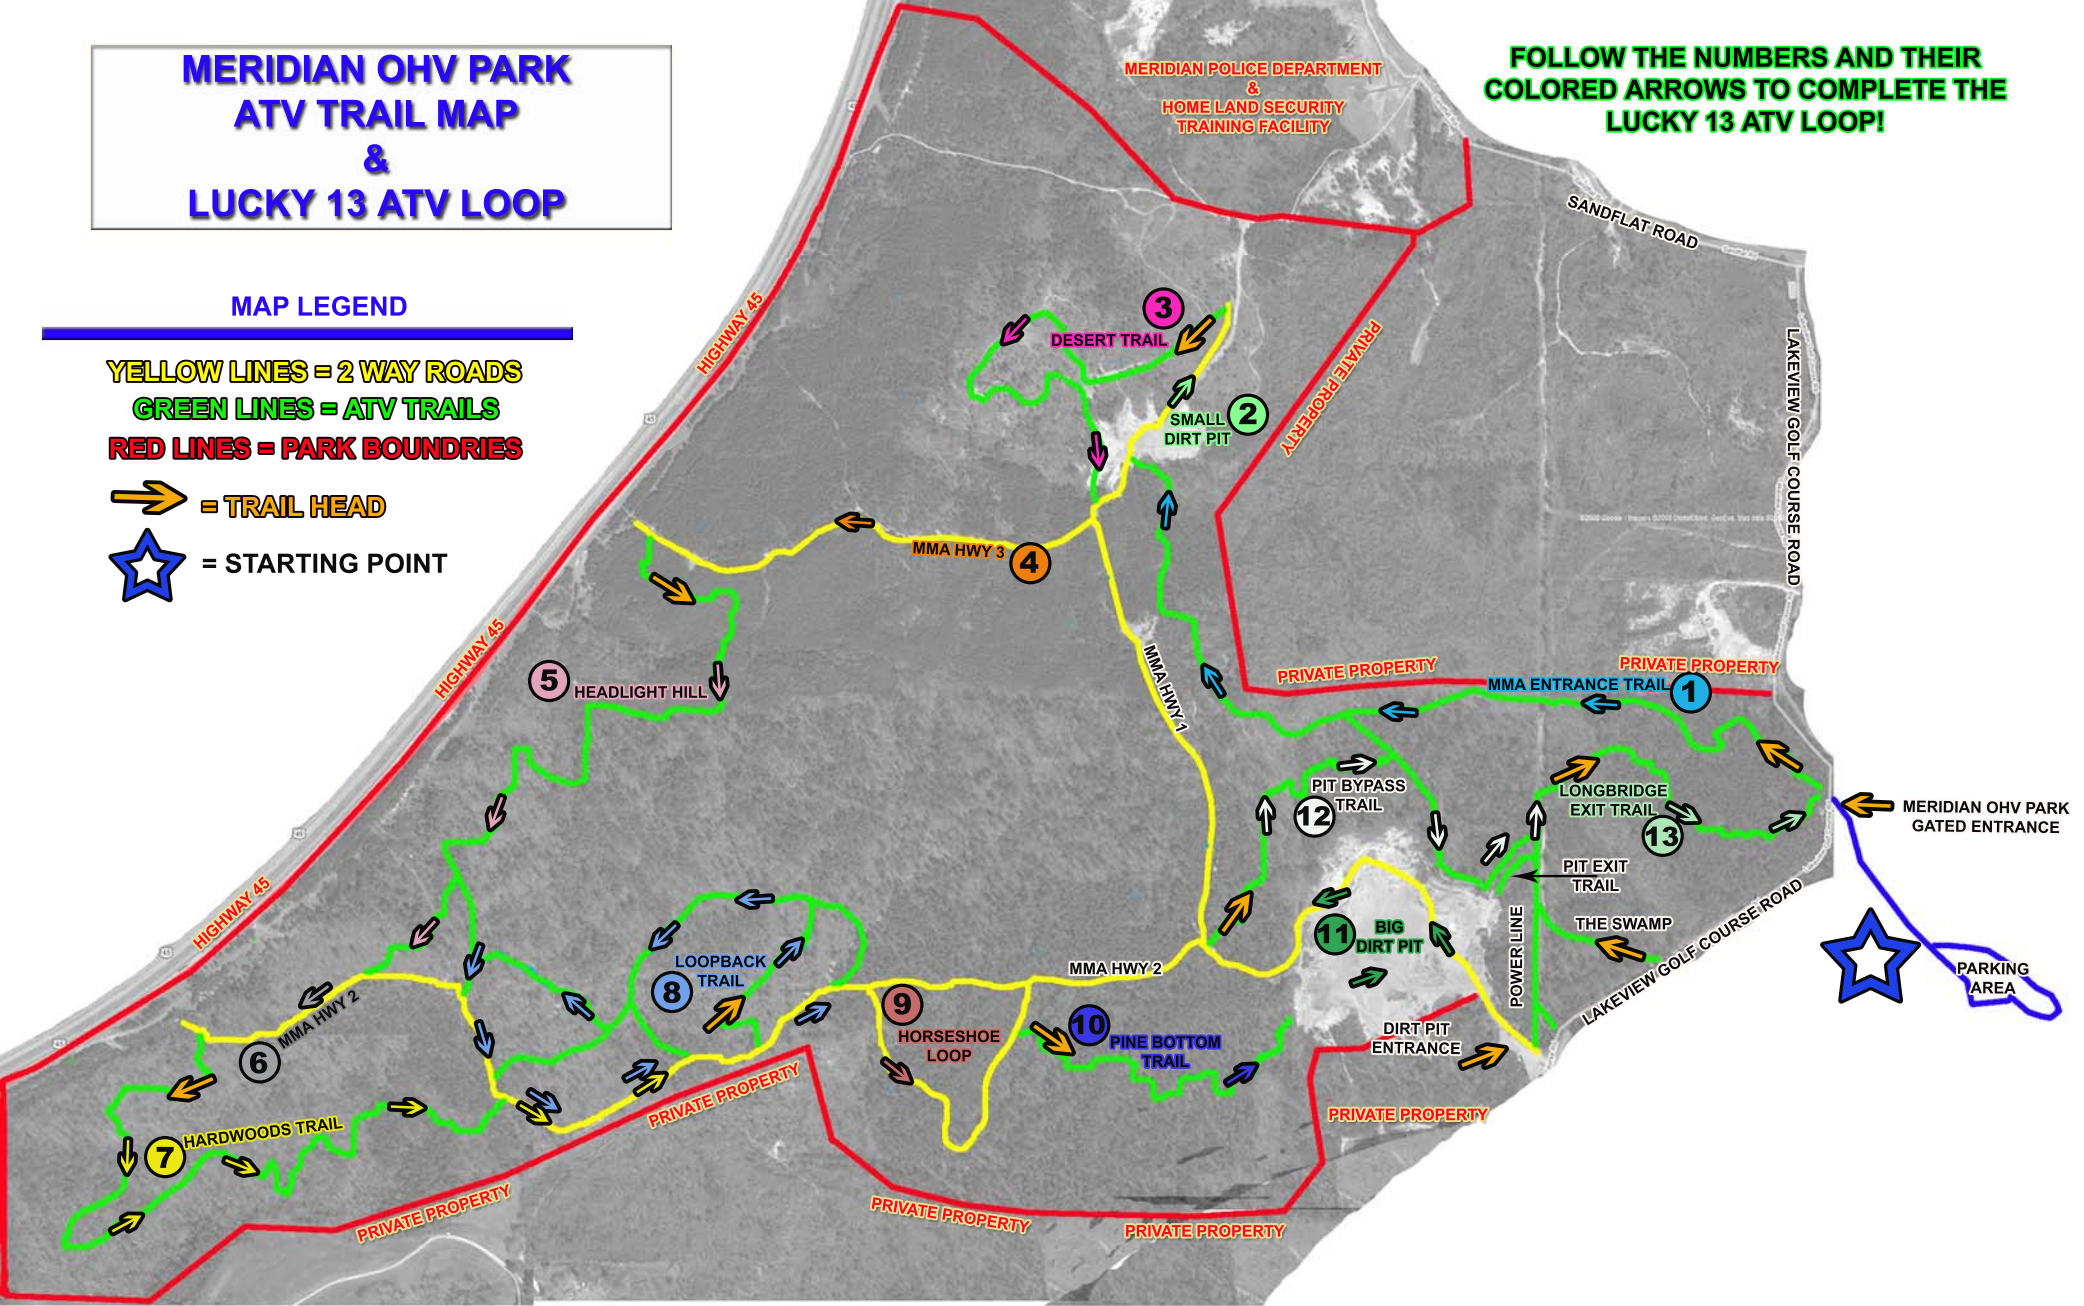 MERIDIAN OHV PARK
ATV TRAIL MAP
&
LUCKY 13 ATV LOOP
FOLLOW THE NUMBERS AND THEIR
COLORED ARROWS TO COMPLETE THE
LUCKY 13 ATV LOOP!
MAP LEGEND
YELLOW LINES = 2 WAY ROADS
GREEN LINES = ATV TRAILS
RED LINES = PARK BOUNDRIES
= TRAIL HEAD
= STARTING POINT
MERIDIAN POLICE DEPARTMENT
&
HOME LAND SECURITY
TRAINING FACILITY
SANDFLAT ROAD
LAKEVIEW GOLF COURSE ROAD
HIGHWAY 45
PRIVATE PROPERTY
3
DESERT TRAIL
2
SMALL
DIRT PIT
45
MMA HWY 3
4
HIGHWAY 45
5
HEADLIGHT HILL
MMA HWY 1
PRIVATE PROPERTY
PRIVATE PROPERTY
MMA ENTRANCE TRAIL
1
PIT BYPASS
TRAIL
12
LONGBRIDGE
EXIT TRAIL
13
MERIDIAN OHV PARK
GATED ENTRANCE
PIT EXIT
TRAIL
THE SWAMP
POWER LINE
LAKEVIEW GOLF COURSE ROAD
PARKING
AREA
HIGHWAY 45
11
BIG
DIRT PIT
MMA HWY 2
LOOPBACK
TRAIL
8
9
HORSESHOE
LOOP
10
PINE BOTTOM
TRAIL
DIRT PIT
ENTRANCE
MMA HWY 2
6
HARDWOODS TRAIL
7
PRIVATE PROPERTY
PRIVATE PROPERTY
PRIVATE PROPERTY
PRIVATE PROPERTY
PRIVATE PROPERTY